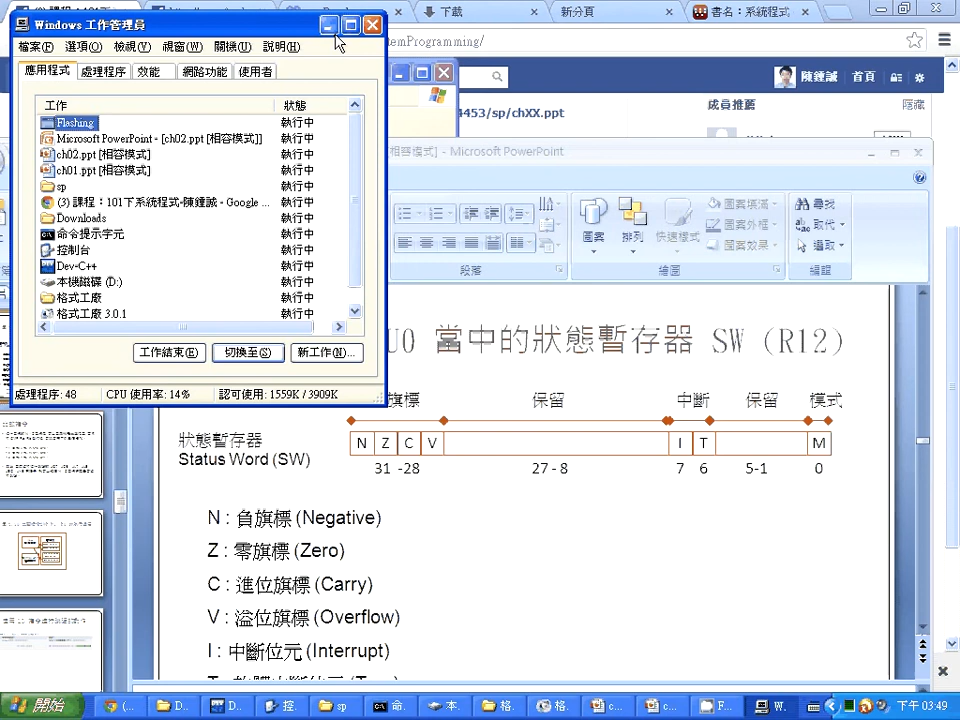 下載
新分頁
書名：系統程式
temProgramming/
Windows 工作管理員
檔案(F) 選項(O) 檢視(V) 視窗(W) 關機(U) 說明(H)
應用程式 處理程序 效能 網路功能 使用者
工作 狀態
Flashing 執行中
Microsoft PowerPoint - [ch02.ppt [相容模式]] 執行中
ch02.ppt [相容模式] 執行中
ch01.ppt [相容模式] 執行中
sp 執行中
(3) 課程：101下系統程式-陳鍾誠 - Google ... 執行中
Downloads 執行中
命令提示字元 執行中
控制台 執行中
Dev-C++ 執行中
本機磁碟 (D:) 執行中
格式工廠 執行中
格式工廠 3.0.1 執行中
工作結束(E) 切換至(S) 新工作(N)...
處理程序: 48 CPU 使用率: 14% 認可使用: 1559K / 3909K
陳鍾誠 首頁
4453/sp/chXX.ppt
成員推薦 隱藏
[相容模式] - Microsoft PowerPoint
圖案 排列 快速樣式
圖案填滿
圖案外框
圖案效果
尋找
取代
選取
段落 繪圖 編輯
U0 當中的狀態暫存器 SW (R12)
旗標 保留 中斷 保留 模式
狀態暫存器
Status Word (SW)
N Z C V I T M
31 -28 27 - 8 7 6 5-1 0
N : 負旗標 (Negative)
Z : 零旗標 (Zero)
C : 進位旗標 (Carry)
V : 溢位旗標 (Overflow)
I : 中斷位元 (Interrupt)
開始 (... D... D... 控. sp 命. 本. 格. 格. c... c... F... W. 下午 03:49